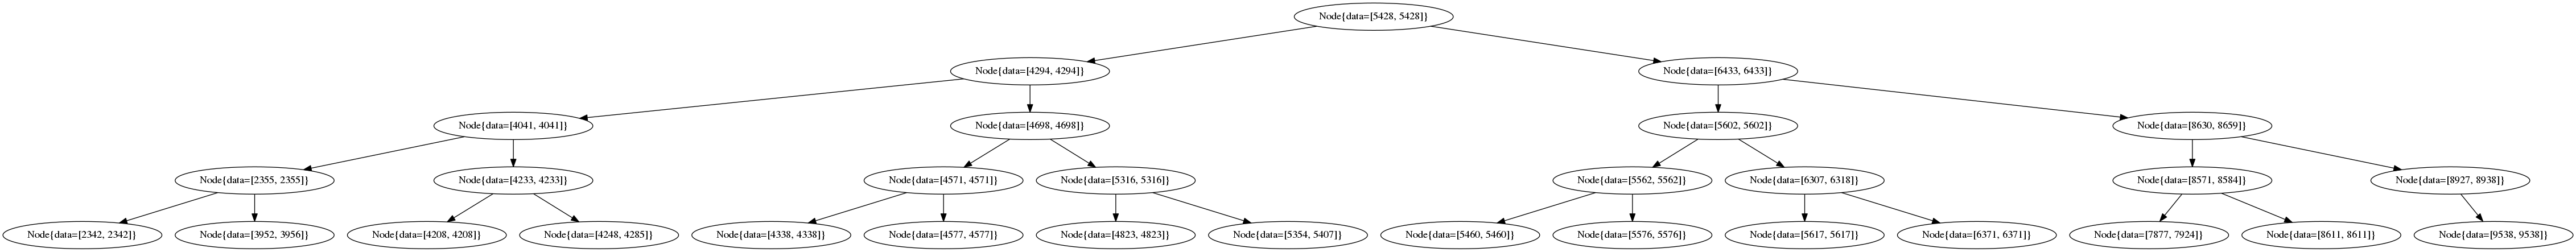 Node{data=[5428, 5428]}
Node{data=[4294, 4294]}
Node{data=[6433, 6433]}
Node{data=[4041, 4041]}
Node{data=[4698, 4698]}
Node{data=[5602, 5602]}
Node{data=[8630, 8659]}
Node{data=[2355, 2355]}
Node{data=[4233, 4233]}
Node{data=[4571, 4571]}
Node{data=[5316, 5316]}
Node{data=[5562, 5562]}
Node{data=[6307, 6318]}
Node{data=[8571, 8584]}
Node{data=[8927, 8938]}
Node{data=[2342, 2342]}
Node{data=[3952, 3956]}
Node{data=[4208, 4208]}
Node{data=[4248, 4285]}
Node{data=[4338, 4338]}
Node{data=[4577, 4577]}
Node{data=[4823, 4823]}
Node{data=[5354, 5407]}
Node{data=[5460, 5460]}
Node{data=[5576, 5576]}
Node{data=[5617, 5617]}
Node{data=[6371, 6371]}
Node{data=[7877, 7924]}
Node{data=[8611, 8611]}
Node{data=[9538, 9538]}